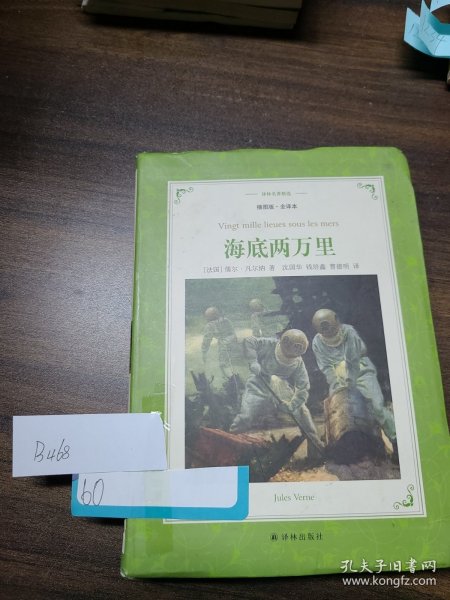 译林名著精选
插图版·全译本
Vingt mille lieues sous les mers
海底两万里
[法国]儒尔·凡尔纳 著 沈国华 钱培鑫 曹德明 译
B468
60
Jules Verne
译林出版社
孔夫子旧书网
www.kongfz.com